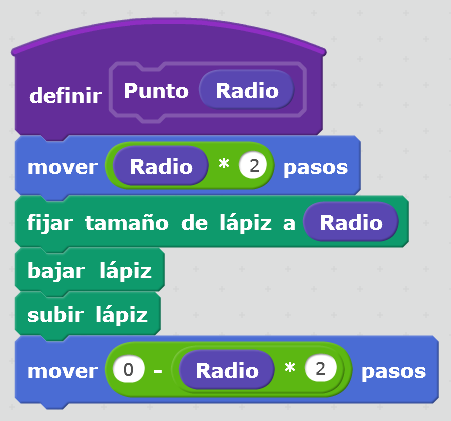 definir Punto Radio
mover Radio * 2 pasos
fijar tamaño de lápiz a Radio
bajar lápiz
subir lápiz
mover 0 - Radio * 2 pasos